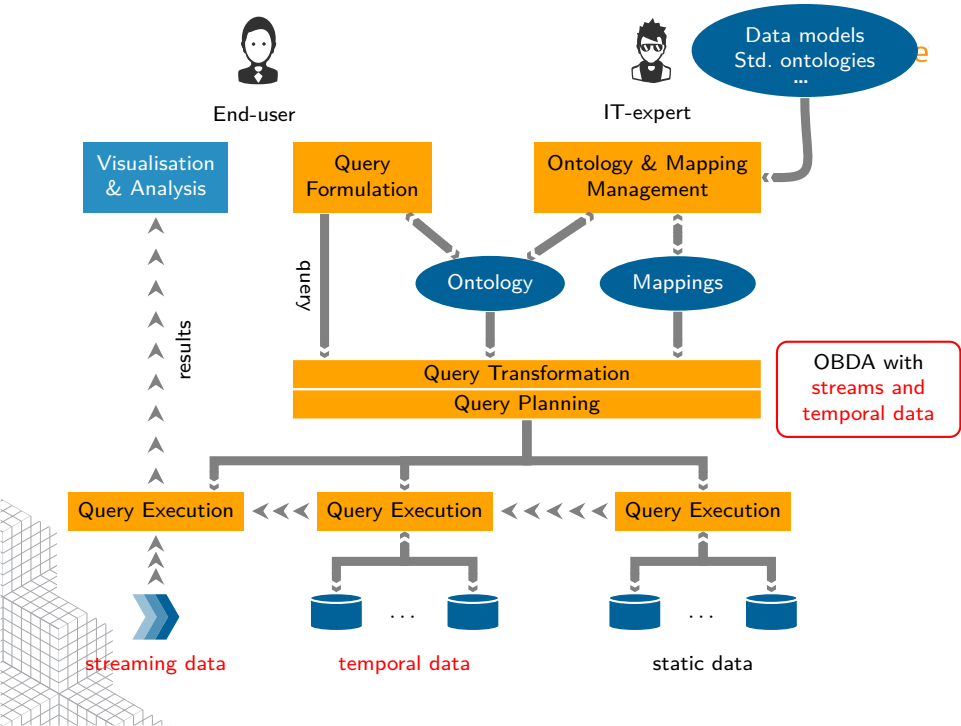 Data models
Std. ontologies
...
e
End-user
IT-expert
Visualisation
& Analysis
Query
Formulation
Ontology & Mapping
Management
query
Ontology
Mappings
results
Query Transformation
Query Planning
OBDA with
streams and
temporal data
Query Execution
Query Execution
Query Execution
...
...
streaming data
temporal data
static data